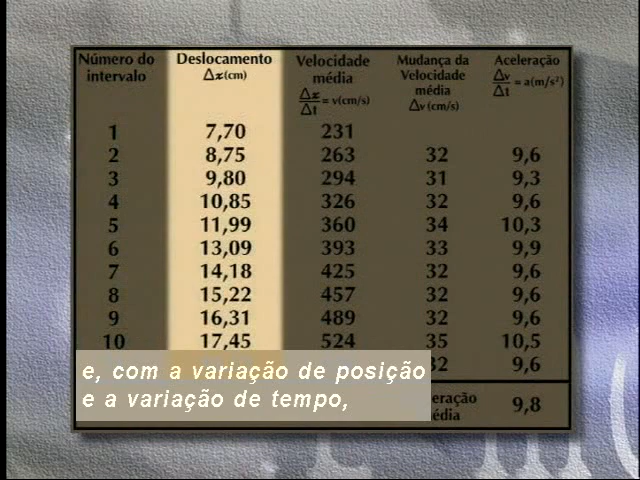 Número do Deslocamento Velocidade Mudança da Aceleração
intervalo Δx(cm) média Velocidade Δv/Δt = a(m/s²)
Δx/Δt = v(cm/s) média
Δv(cm/s)
1 7,70 231
2 8,75 263 32 9,6
3 9,80 294 31 9,3
4 10,85 326 32 9,6
5 11,99 360 34 10,3
6 13,09 393 33 9,9
7 14,18 425 32 9,6
8 15,22 457 32 9,6
9 16,31 489 32 9,6
10 17,45 524 35 10,5
32 9,6
9,8
e, com a variação de posição
e a variação de tempo,